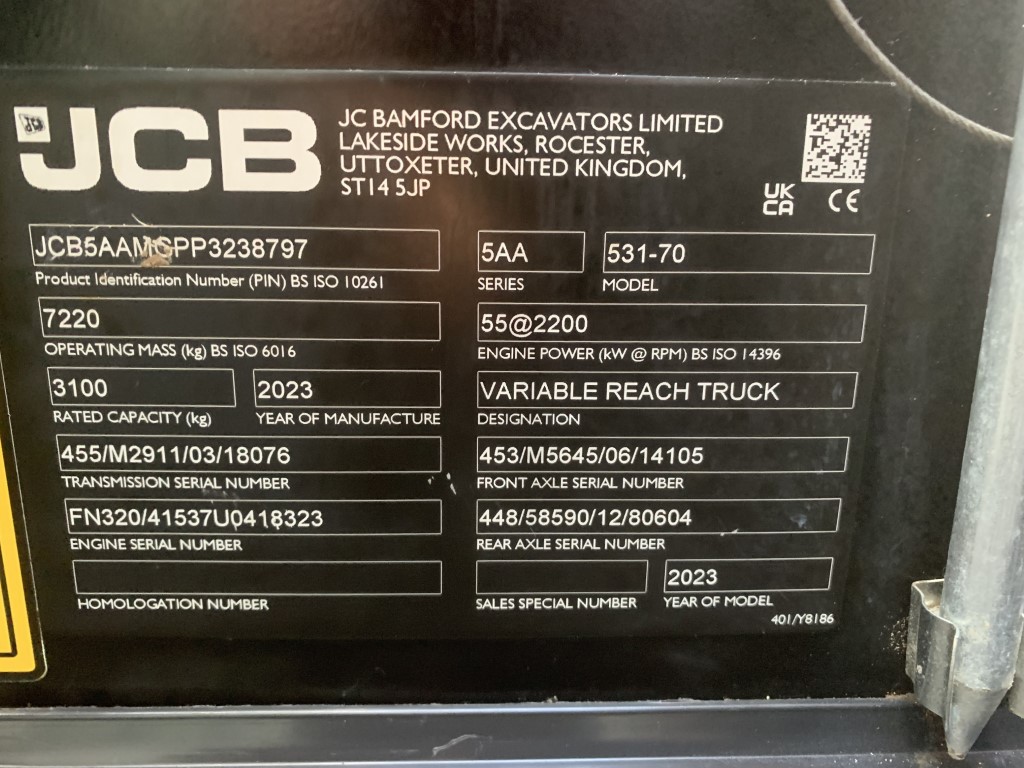 JCB
JC BAMFORD EXCAVATORS LIMITED
LAKESIDE WORKS, ROCESTER,
UTTOXETER, UNITED KINGDOM,
ST14 5JP
UK
CA
CE
JCB5AAMGPP3238797
Product Identification Number (PIN) BS ISO 10261
5AA
SERIES
531-70
MODEL
7220
OPERATING MASS (kg) BS ISO 6016
55@2200
ENGINE POWER (kW @ RPM) BS ISO 14396
3100
RATED CAPACITY (kg)
2023
YEAR OF MANUFACTURE
VARIABLE REACH TRUCK
DESIGNATION
455/M2911/03/18076
TRANSMISSION SERIAL NUMBER
453/M5645/06/14105
FRONT AXLE SERIAL NUMBER
FN320/41537U0418323
ENGINE SERIAL NUMBER
448/58590/12/80604
REAR AXLE SERIAL NUMBER
HOMOLOGATION NUMBER
SALES SPECIAL NUMBER
2023
YEAR OF MODEL
401/Y8186